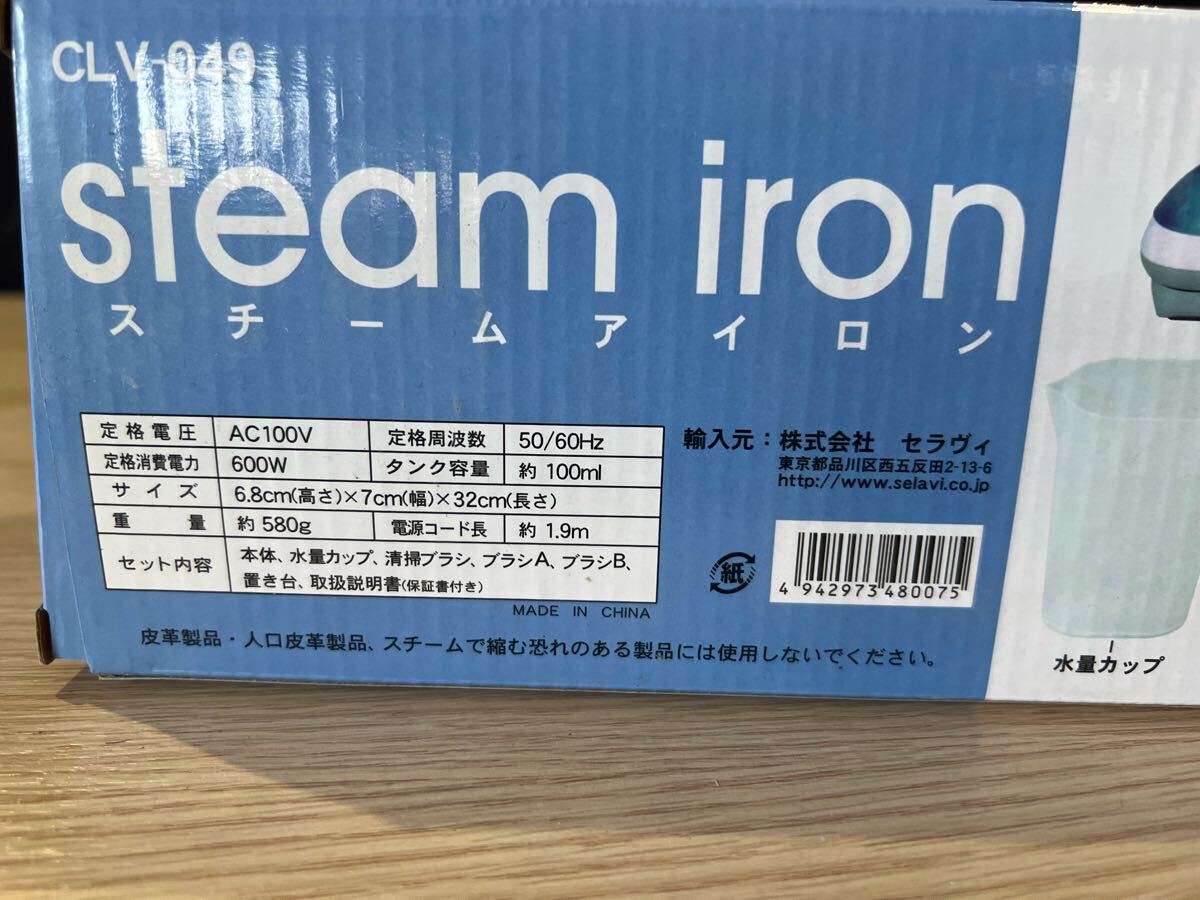 CLV-049
steam iron
スチームアイロン
定格電圧 AC100V 定格周波数 50/60Hz
定格消費電力 600W タンク容量 約 100ml
サイズ 6.8cm(高さ)×7cm(幅)×32cm(長さ)
重量 約 580g 電源コード長 約 1.9m
セット内容 本体、水量カップ、清掃ブラシ、ブラシA、ブラシB、
置き台、取扱説明書(保証書付き)
MADE IN CHINA
皮革製品・人口皮革製品、スチームで縮む恐れのある製品には使用しないでください。
輸入元：株式会社 セラヴィ
東京都品川区西五反田2-13-6
http://www.selavi.co.jp
紙
4 942973 480075
水量カップ